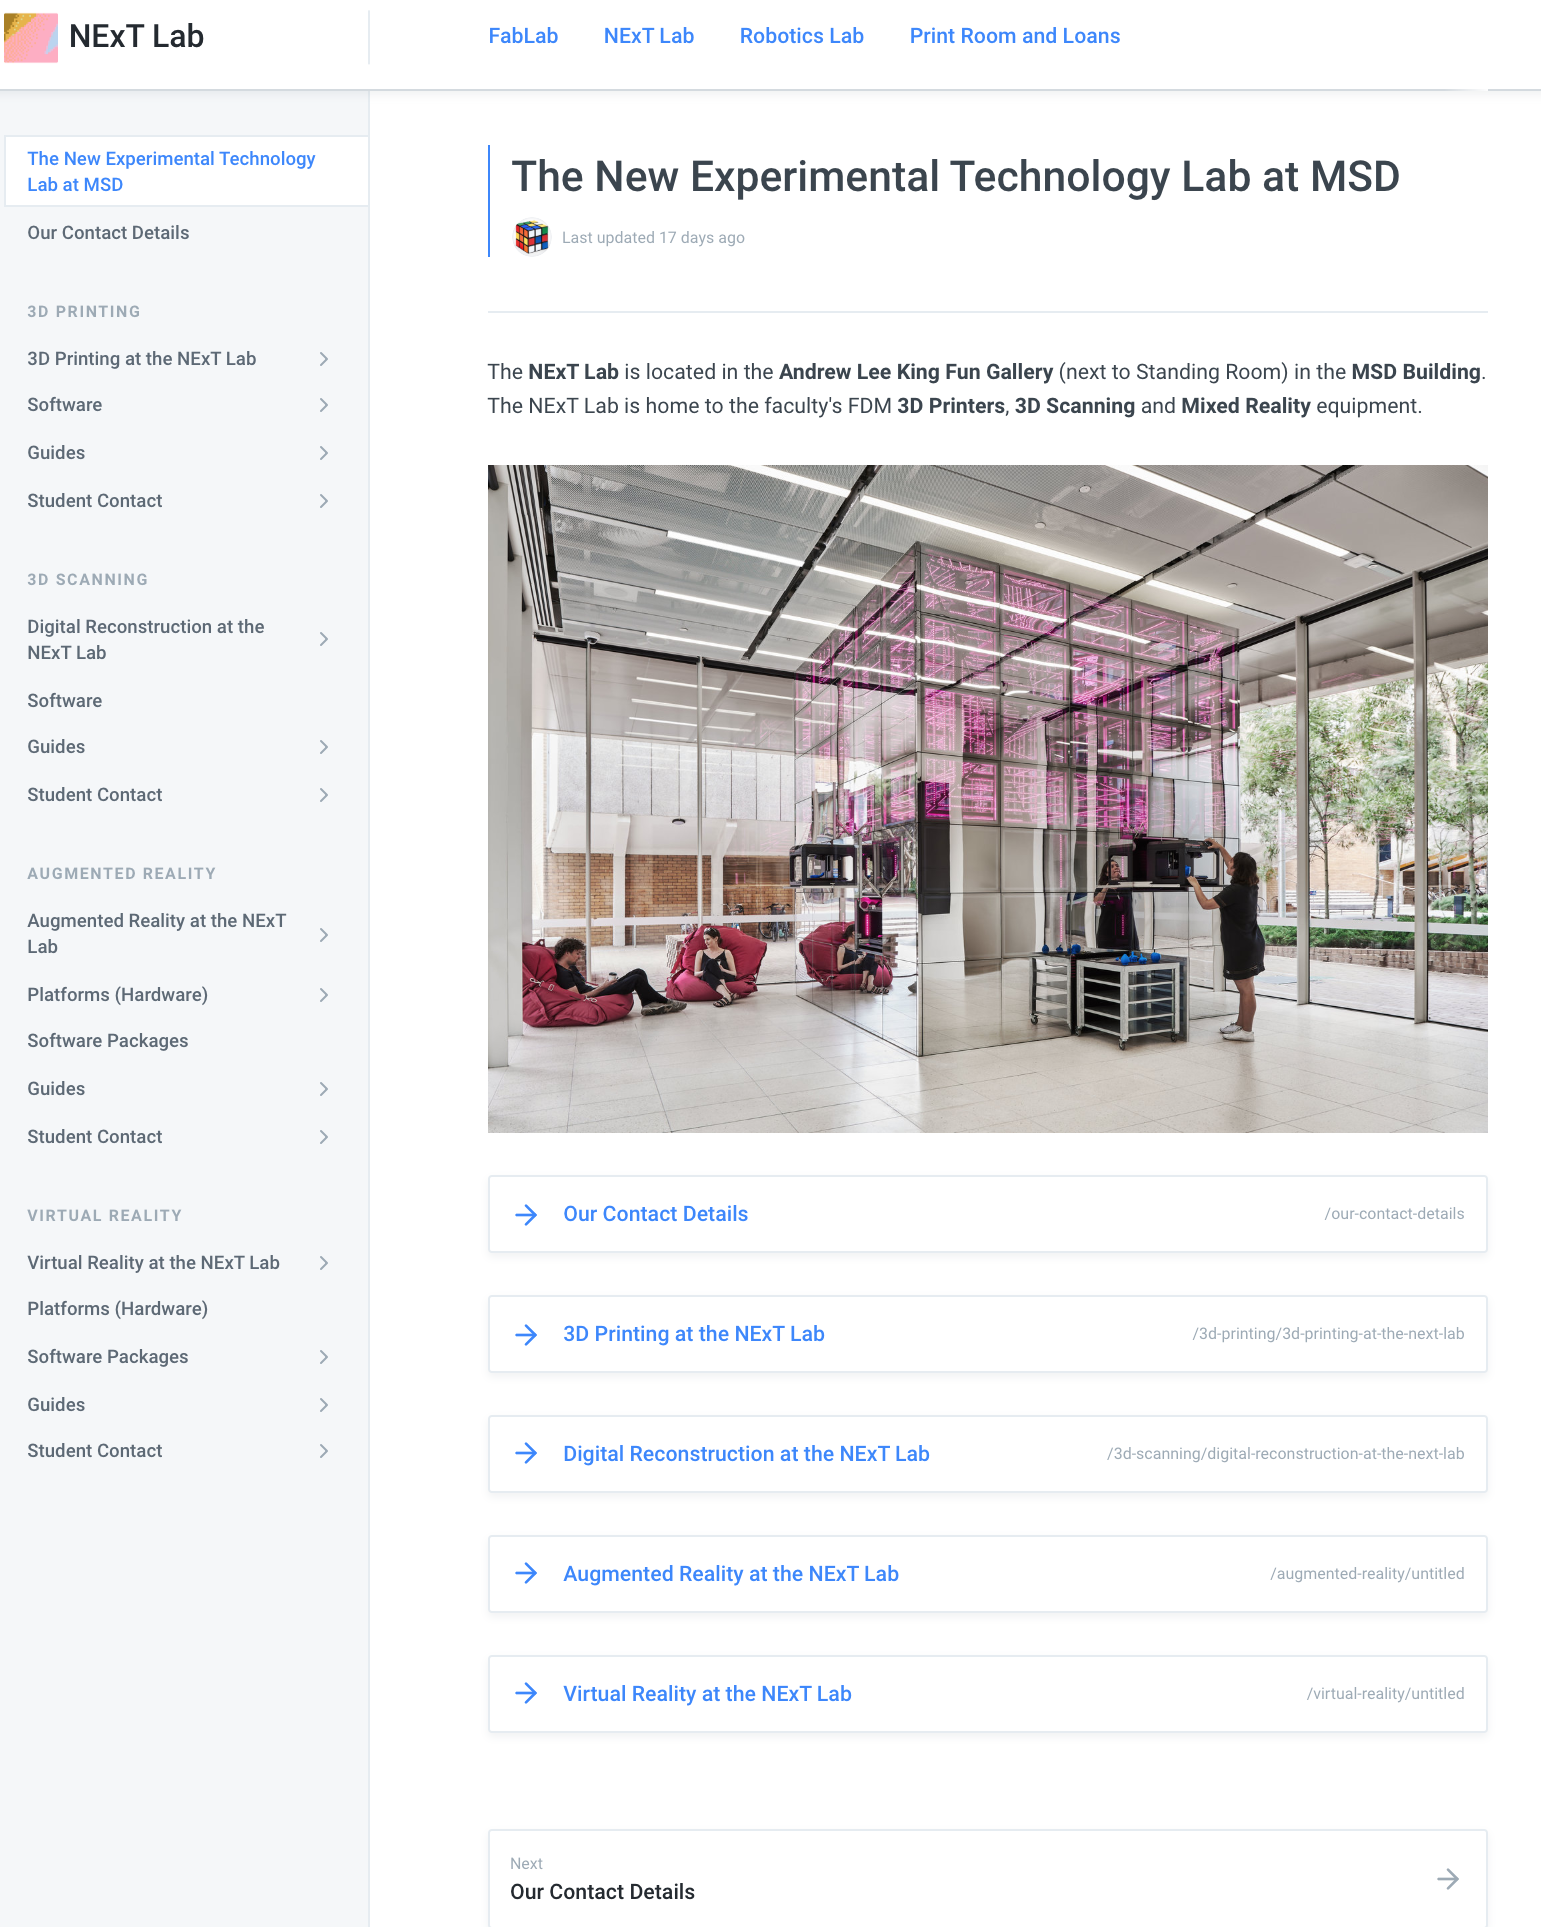 NExT Lab
FabLab NExT Lab Robotics Lab Print Room and Loans
The New Experimental Technology
Lab at MSD
Our Contact Details
3D PRINTING
3D Printing at the NExT Lab
Software
Guides
Student Contact
3D SCANNING
Digital Reconstruction at the
NExT Lab
Software
Guides
Student Contact
AUGMENTED REALITY
Augmented Reality at the NExT
Lab
Platforms (Hardware)
Software Packages
Guides
Student Contact
VIRTUAL REALITY
Virtual Reality at the NExT Lab
Platforms (Hardware)
Software Packages
Guides
Student Contact
The New Experimental Technology Lab at MSD
Last updated 17 days ago
The NExT Lab is located in the Andrew Lee King Fun Gallery (next to Standing Room) in the MSD Building.
The NExT Lab is home to the faculty's FDM 3D Printers, 3D Scanning and Mixed Reality equipment.
Our Contact Details /our-contact-details
3D Printing at the NExT Lab /3d-printing/3d-printing-at-the-next-lab
Digital Reconstruction at the NExT Lab /3d-scanning/digital-reconstruction-at-the-next-lab
Augmented Reality at the NExT Lab /augmented-reality/untitled
Virtual Reality at the NExT Lab /virtual-reality/untitled
Next
Our Contact Details